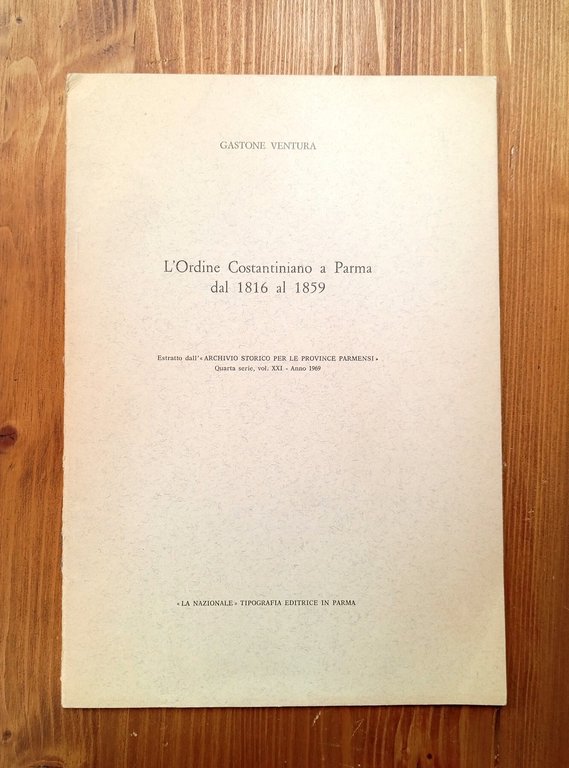 GASTONE VENTURA
L'Ordine Costantiniano a Parma
dal 1816 al 1859
Estratto dall'« ARCHIVIO STORICO PER LE PROVINCE PARMENSI »
Quarta serie, vol. XXI - Anno 1969
« LA NAZIONALE » TIPOGRAFIA EDITRICE IN PARMA